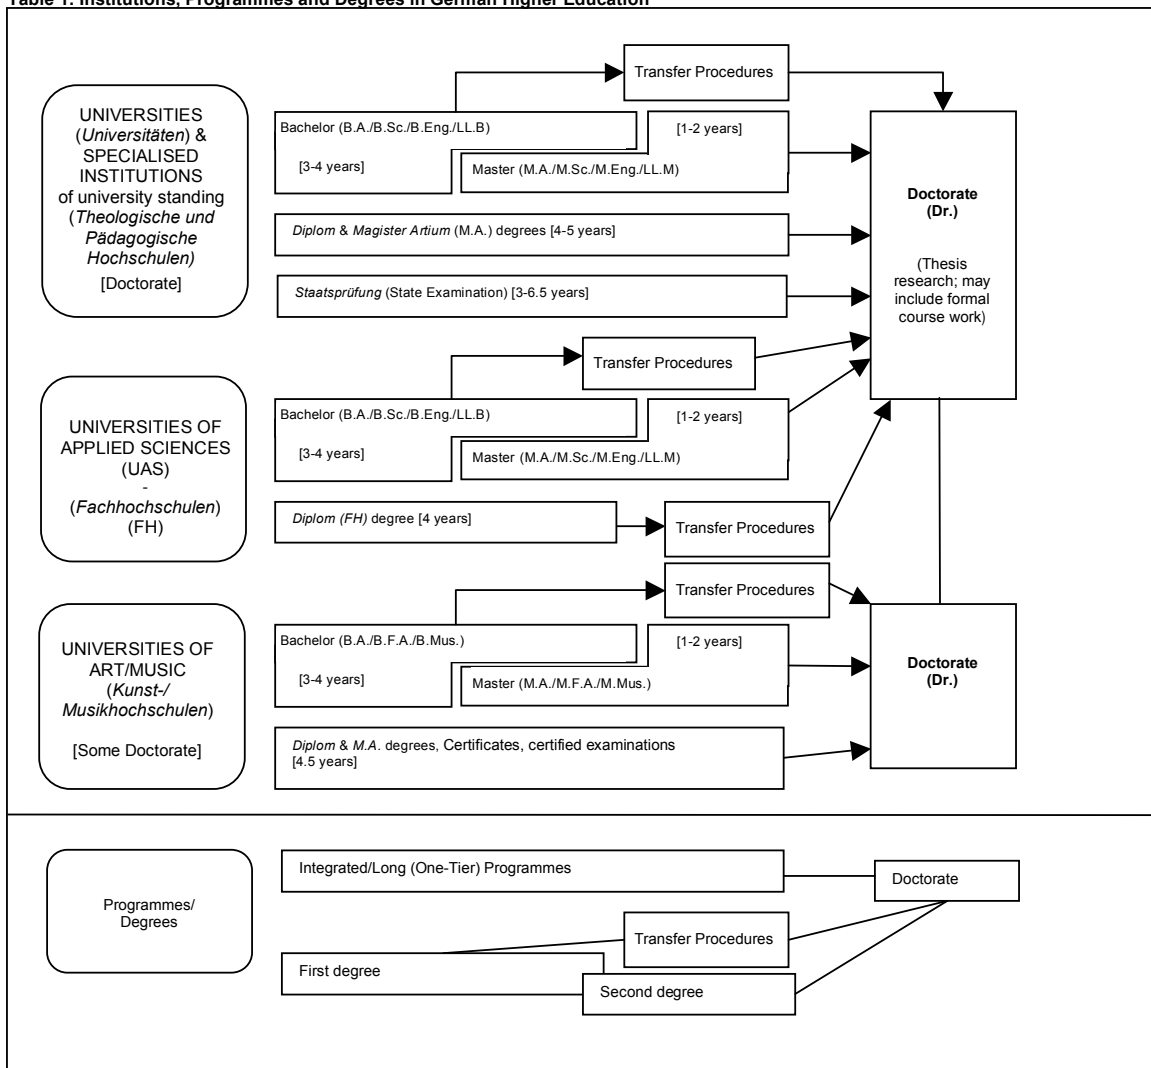 Table 1: Institutions, Programmes and Degrees in German Higher Education
Transfer Procedures
UNIVERSITIES
(Universitäten) &
SPECIALISED
INSTITUTIONS
of university standing
(Theologische und
Pädagogische
Hochschulen)
[Doctorate]
Bachelor (B.A./B.Sc./B.Eng./LL.B)
[3-4 years]
[1-2 years]
Master (M.A./M.Sc./M.Eng./LL.M)
Diplom & Magister Artium (M.A.) degrees [4-5 years]
Staatsprüfung (State Examination) [3-6.5 years]
Doctorate
(Dr.)
(Thesis
research; may
include formal
course work)
Transfer Procedures
UNIVERSITIES OF
APPLIED SCIENCES
(UAS)
-
(Fachhochschulen)
(FH)
Bachelor (B.A./B.Sc./B.Eng./LL.B)
[3-4 years]
[1-2 years]
Master (M.A./M.Sc./M.Eng./LL.M)
Diplom (FH) degree [4 years]
Transfer Procedures
Transfer Procedures
UNIVERSITIES OF
ART/MUSIC
(Kunst-/
Musikhochschulen)
[Some Doctorate]
Bachelor (B.A./B.F.A./B.Mus.)
[3-4 years]
[1-2 years]
Master (M.A./M.F.A./M.Mus.)
Diplom & M.A. degrees, Certificates, certified examinations
[4.5 years]
Doctorate
(Dr.)
Programmes/
Degrees
Integrated/Long (One-Tier) Programmes
Doctorate
Transfer Procedures
First degree
Second degree